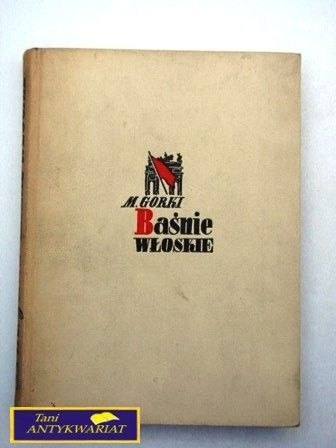 M. GORKI
Baśnie
WŁOSKIE
Tani
ANTYKWARIAT